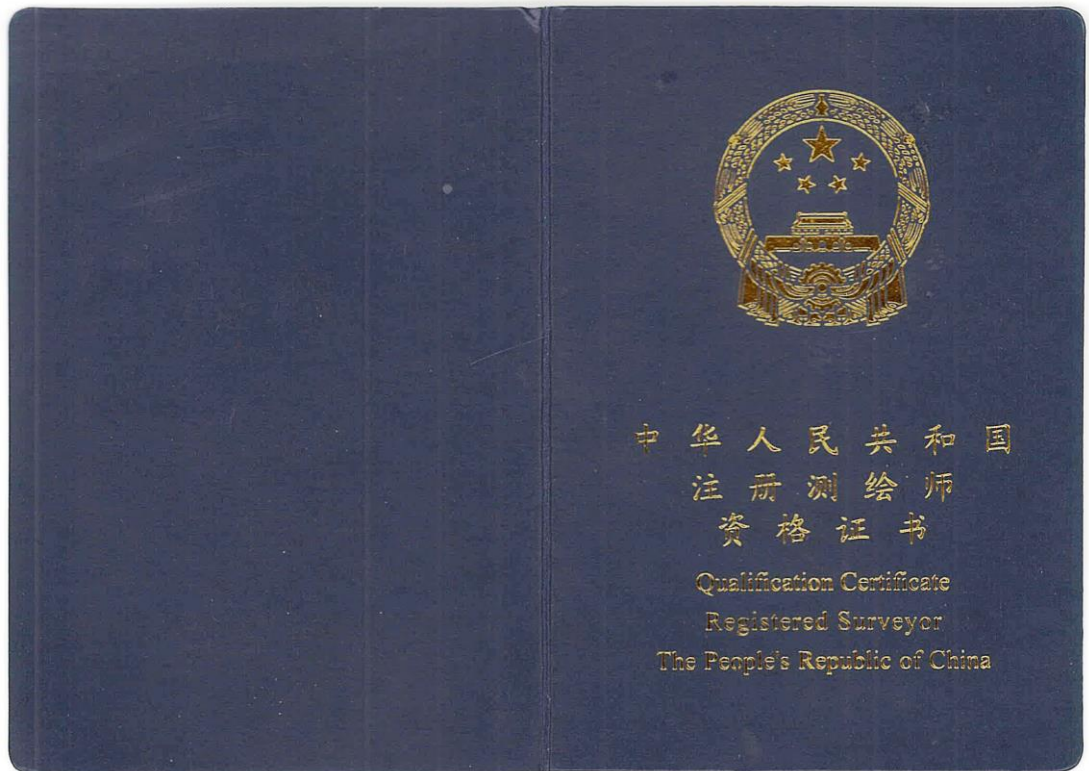 中华人民共和国
注册测绘师
资格证书
Qualification Certificate
Registered Surveyor
The People's Republic of China